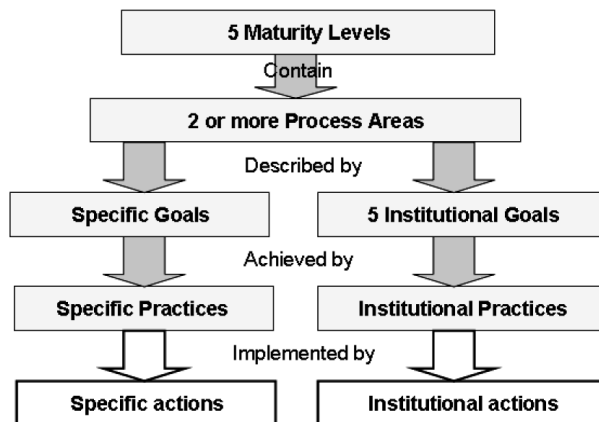 5 Maturity Levels
Contain
2 or more Process Areas
Described by
Specific Goals
5 Institutional Goals
Achieved by
Specific Practices
Institutional Practices
Implemented by
Specific actions
Institutional actions